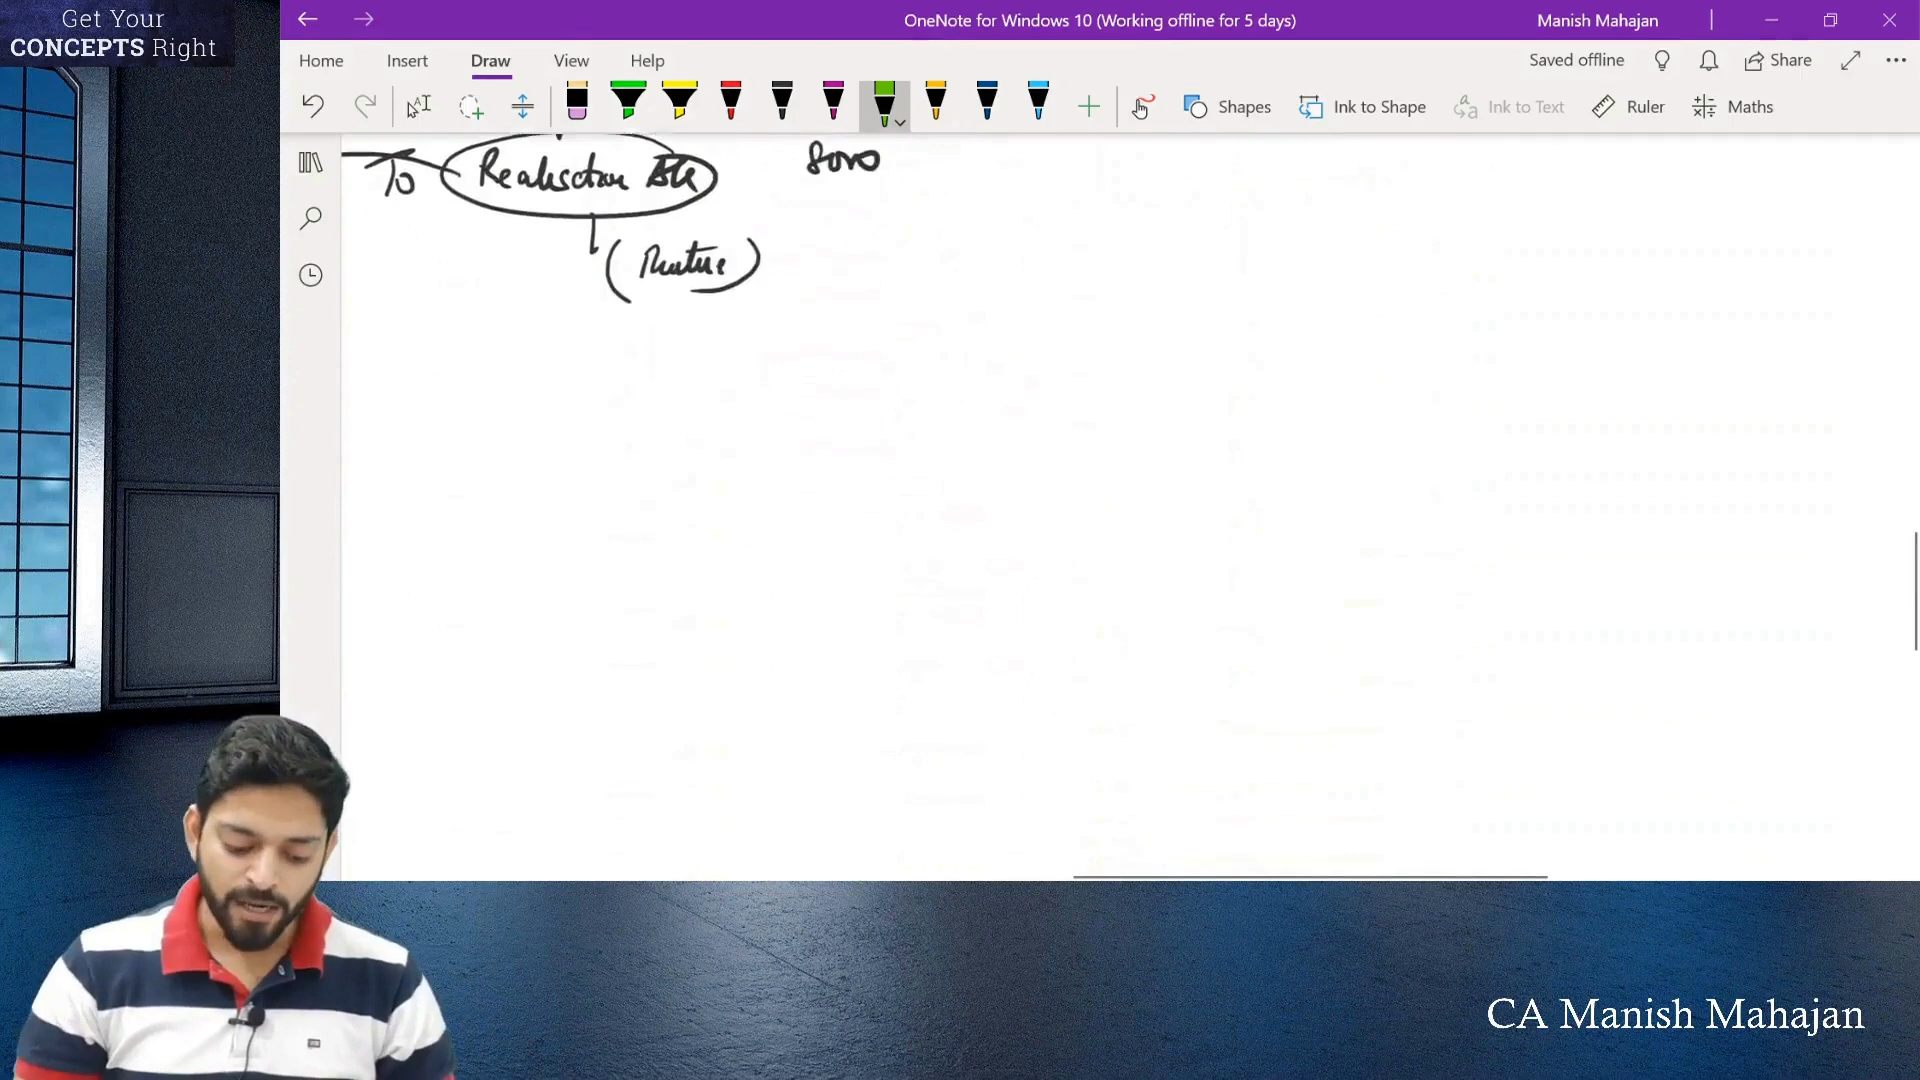 Get Your
CONCEPTS Right
OneNote for Windows 10 (Working offline for 5 days)
Manish Mahajan
Home Insert Draw View Help
Saved offline
Share
Shapes
Ink to Shape
Ink to Text
Ruler
Maths
To Realisation
8000
CA Manish Mahajan